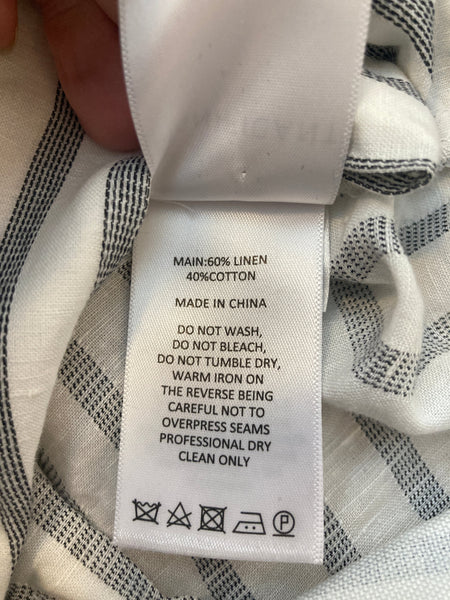 MAIN:60% LINEN
40%COTTON
MADE IN CHINA
DO NOT WASH,
DO NOT BLEACH,
DO NOT TUMBLE DRY,
WARM IRON ON
THE REVERSE BEING
CAREFUL NOT TO
OVERPRESS SEAMS
PROFESSIONAL DRY
CLEAN ONLY
P